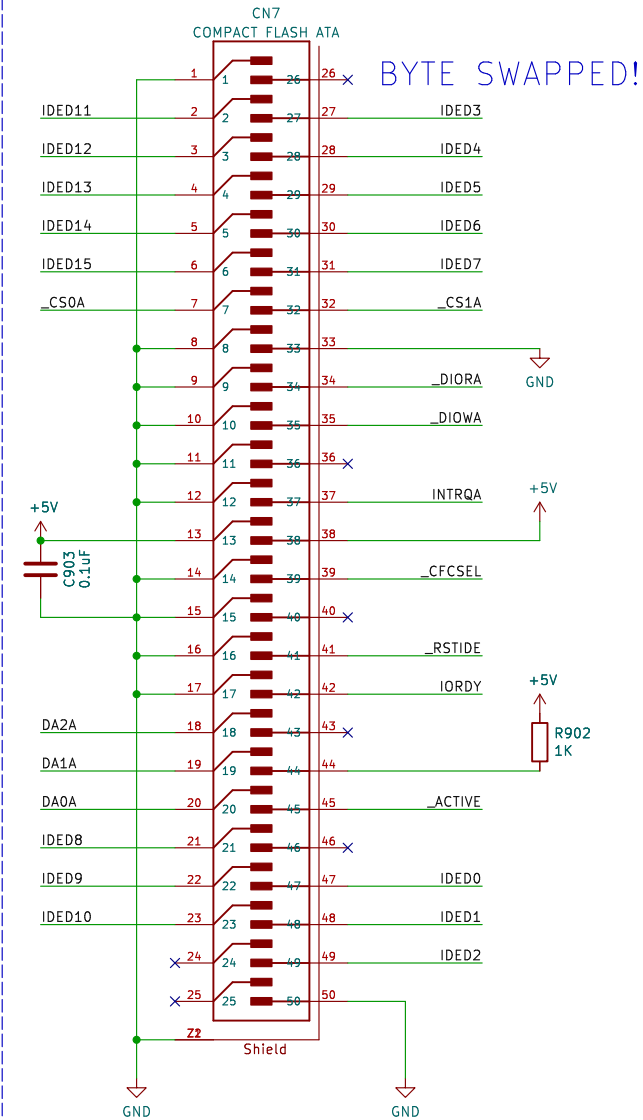 CN7
COMPACT FLASH ATA
BYTE SWAPPED!
1 1 26 26
IDED11 2 2 27 27 IDED3
IDED12 3 3 28 28 IDED4
IDED13 4 4 29 29 IDED5
IDED14 5 5 30 30 IDED6
IDED15 6 6 31 31 IDED7
_CS0A 7 7 32 32 _CS1A
8 8 33 33
GND
9 9 34 34 _DIORA
10 10 35 35 _DIOWA
11 11 36 36
12 12 37 37 INTRQA
+5V
+5V
13 13 38 38
C903
0.1uF
14 14 39 39 _CFCSEL
15 15 40 40
16 16 41 41 _RSTIDE
17 17 42 42 IORDY
+5V
DA2A 18 18 43 43
R902
1K
DA1A 19 19 44 44
DA0A 20 20 45 45 _ACTIVE
IDED8 21 21 46 46
IDED9 22 22 47 47 IDED0
IDED10 23 23 48 48 IDED1
24 24 49 49 IDED2
25 25 50 50
Shield
GND
GND